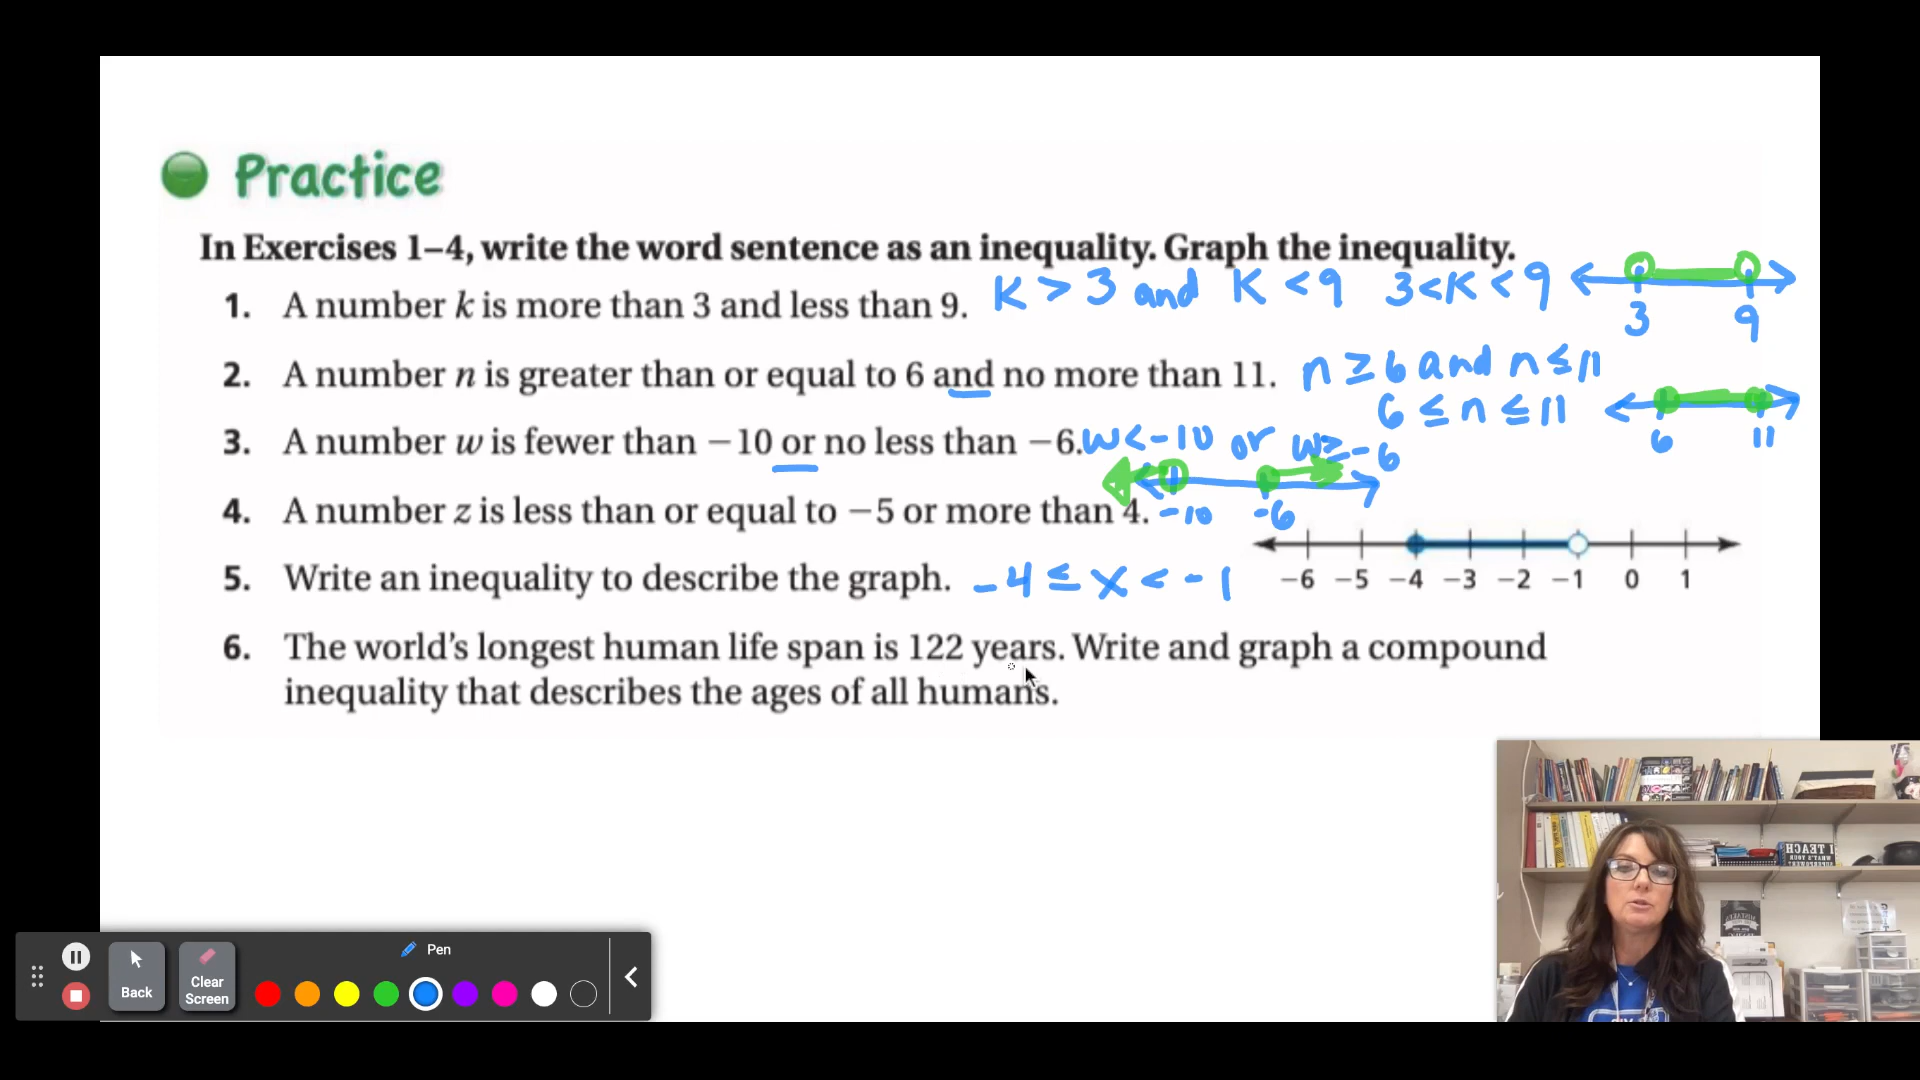 Practice
In Exercises 1–4, write the word sentence as an inequality. Graph the inequality.
1. A number k is more than 3 and less than 9. K > 3 and K < 9 3 < K < 9
3 9
2. A number n is greater than or equal to 6 and no more than 11. n ≥ 6 and n ≤ 11
6 ≤ n ≤ 11
6 11
3. A number w is fewer than −10 or no less than −6. w < -10 or w ≥ -6
-10 -6
4. A number z is less than or equal to −5 or more than 4.
5. Write an inequality to describe the graph. -4 ≤ x < -1
−6 −5 −4 −3 −2 −1 0 1
6. The world's longest human life span is 122 years. Write and graph a compound
inequality that describes the ages of all humans.
I TEACH
WHAT'S YOUR
SUPERPOWER?
Pen
Back
Clear
Screen